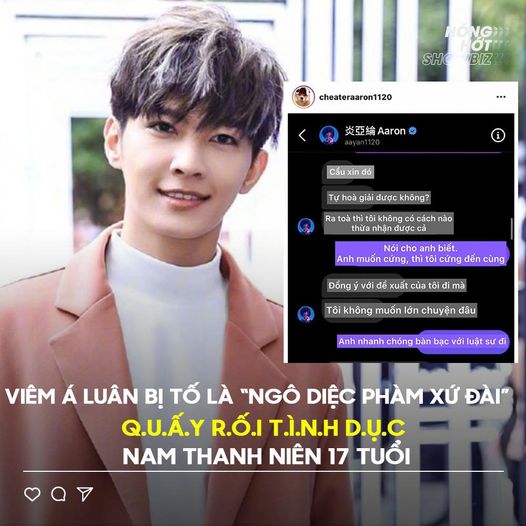 NÓNG
HỐT
SHOWBIZ
cheateraaron1120
炎亞綸 Aaron
aayan1120
Cầu xin đó
Tự hoà giải được không?
Ra toà thì tôi không có cách nào
thừa nhận được cả
Nói cho anh biết.
Anh muốn cứng, thì tôi cứng đến cùng
Đồng ý với đề xuất của tôi đi mà
Tôi không muốn lớn chuyện đâu
Anh nhanh chóng bàn bạc với luật sư đi
VIÊM Á LUÂN BỊ TỐ LÀ “NGÔ DIỆC PHÀM XỨ ĐÀI”
Q.U.Ấ.Y R.Ố.I T.Ì.N.H D.Ụ.C
NAM THANH NIÊN 17 TUỔI